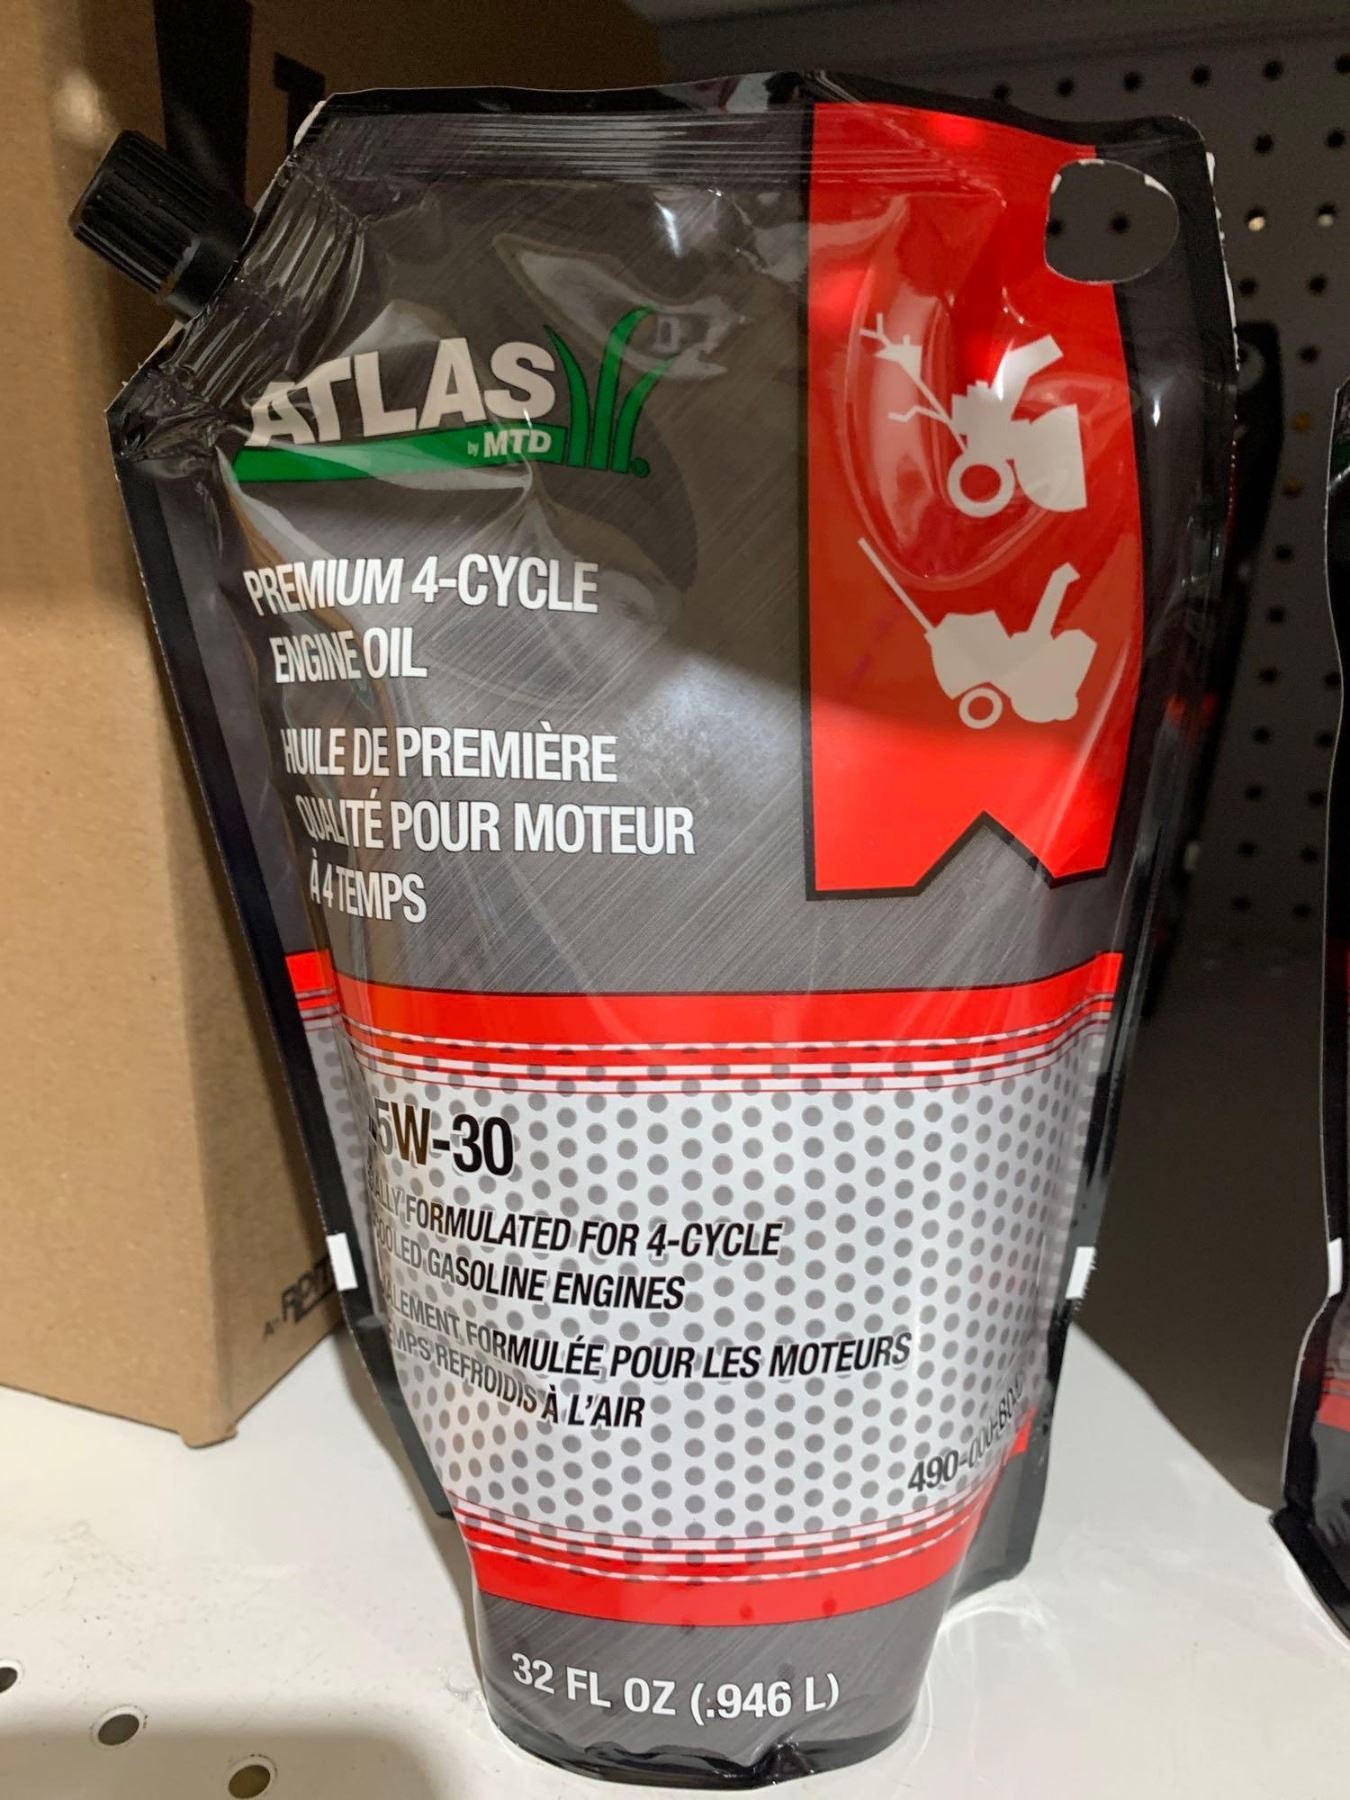 ATLAS
by MTD
PREMIUM 4-CYCLE
ENGINE OIL
HUILE DE PREMIÈRE
QUALITÉ POUR MOTEUR
À 4 TEMPS
5W-30
FORMULATED FOR 4-CYCLE
GASOLINE ENGINES
FORMULÉE POUR LES MOTEURS
REFROIDIS À L'AIR
32 FL OZ (.946 L)